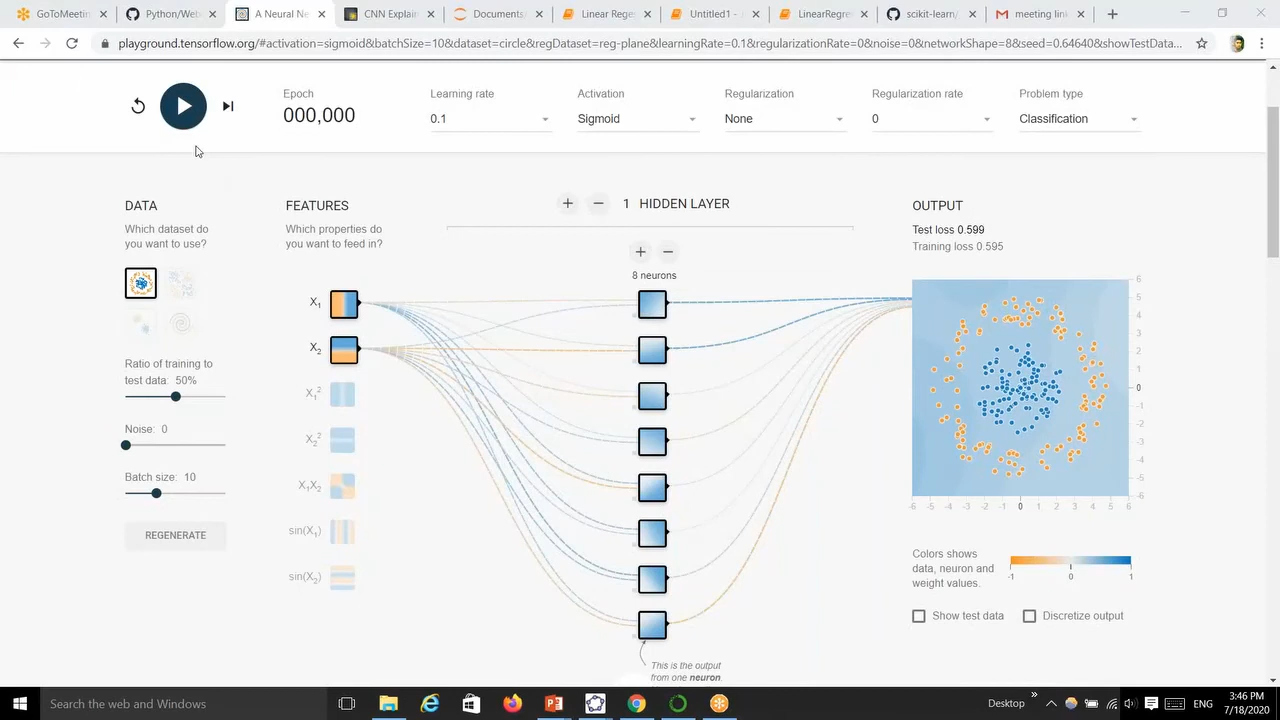 GoToMeetin
Python/Web
A Neural Ne
CNN Explain
Documents
Linear Regre
Untitled1 -
LinearRegre
scikit-learn/
meeting link
playground.tensorflow.org/#activation=sigmoid&batchSize=10&dataset=circle&regDataset=reg-plane&learningRate=0.1&regularizationRate=0&noise=0&networkShape=8&seed=0.64640&showTestData...
Epoch
000,000
Learning rate
0.1
Activation
Sigmoid
Regularization
None
Regularization rate
0
Problem type
Classification
DATA
Which dataset do
you want to use?
Ratio of training to
test data: 50%
Noise: 0
Batch size: 10
REGENERATE
FEATURES
Which properties do
you want to feed in?
X1
X2
X1²
X2²
X1X2
sin(X1)
sin(X2)
1 HIDDEN LAYER
8 neurons
This is the output
from one neuron.
OUTPUT
Test loss 0.599
Training loss 0.595
6
5
4
3
2
1
0
-1
-2
-3
-4
-5
-6
-6 -5 -4 -3 -2 -1 0 1 2 3 4 5 6
Colors shows
data, neuron and
weight values.
-1 0 1
Show test data
Discretize output
Search the web and Windows
Desktop
ENG
3:46 PM
7/18/2020